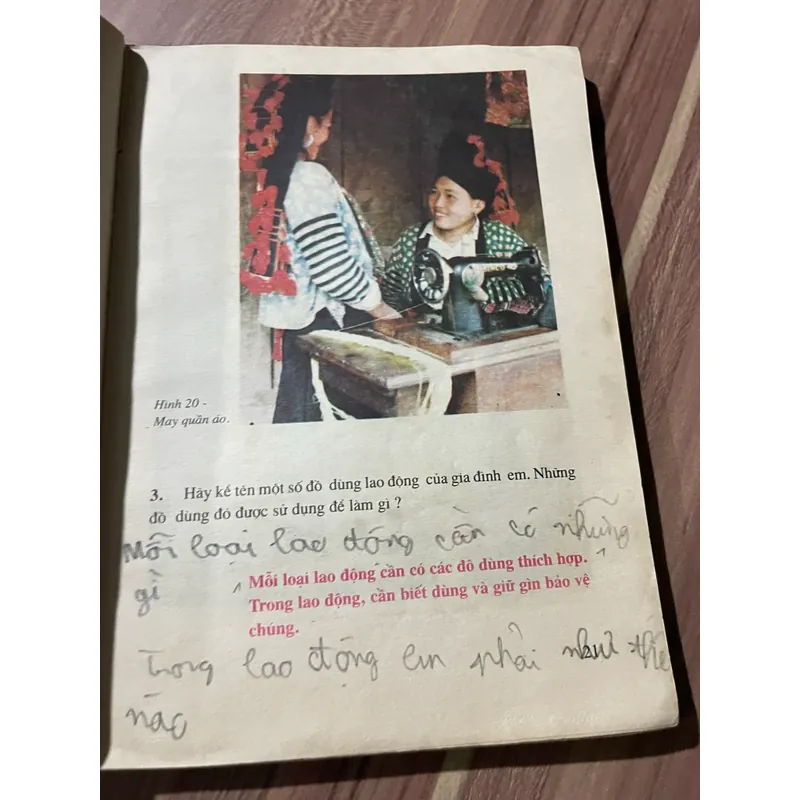 Hình 20 -
May quần áo.
3. Hãy kể tên một số đồ dùng lao động của gia đình em. Những
đồ dùng đó được sử dụng để làm gì ?
Mỗi loại lao động cần có những
gì
Mỗi loại lao động cần có các đồ dùng thích hợp.
Trong lao động, cần biết dùng và giữ gìn bảo vệ
chúng.
Trong lao động em phải như thế
nào